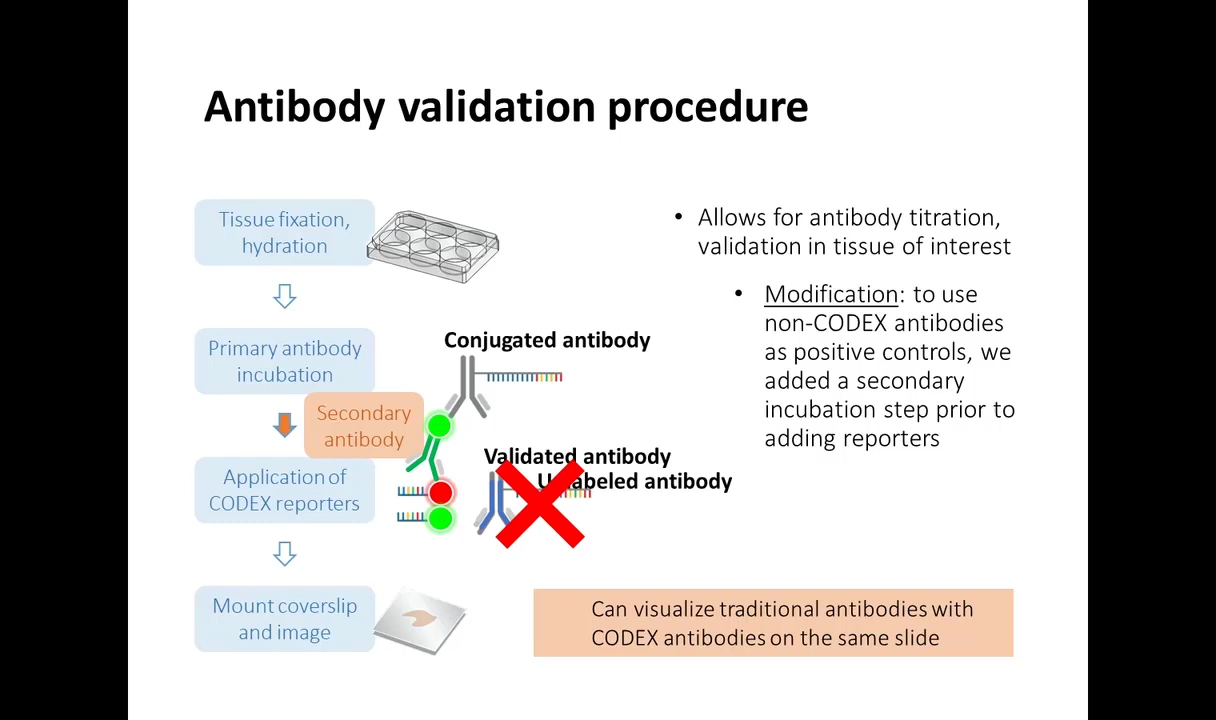 Antibody validation procedure
Tissue fixation,
hydration
Primary antibody
incubation
Secondary
antibody
Application of
CODEX reporters
Mount coverslip
and image
Conjugated antibody
Validated antibody
Unlabeled antibody
• Allows for antibody titration,
validation in tissue of interest
• Modification: to use
non-CODEX antibodies
as positive controls, we
added a secondary
incubation step prior to
adding reporters
Can visualize traditional antibodies with
CODEX antibodies on the same slide